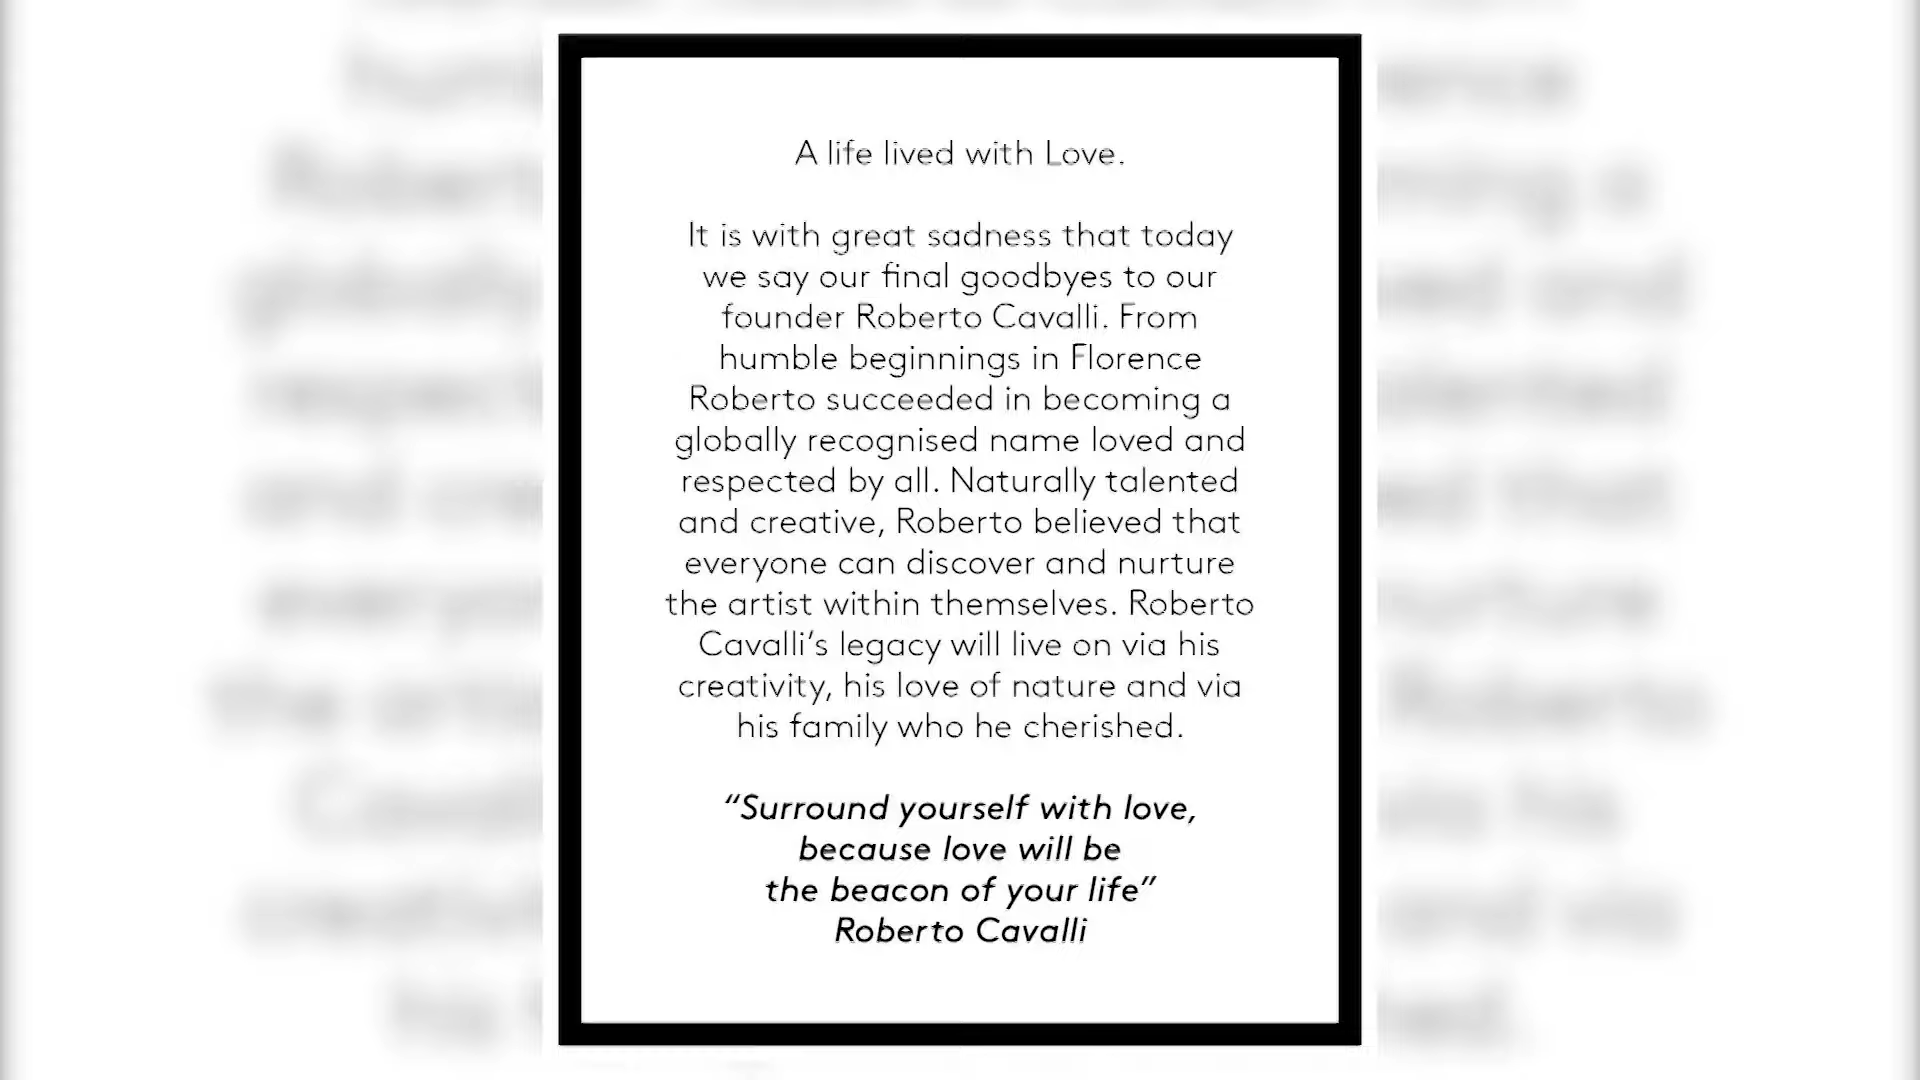 A life lived with Love.
It is with great sadness that today
we say our final goodbyes to our
founder Roberto Cavalli. From
humble beginnings in Florence
Roberto succeeded in becoming a
globally recognised name loved and
respected by all. Naturally talented
and creative, Roberto believed that
everyone can discover and nurture
the artist within themselves. Roberto
Cavalli’s legacy will live on via his
creativity, his love of nature and via
his family who he cherished.
“Surround yourself with love,
because love will be
the beacon of your life”
Roberto Cavalli